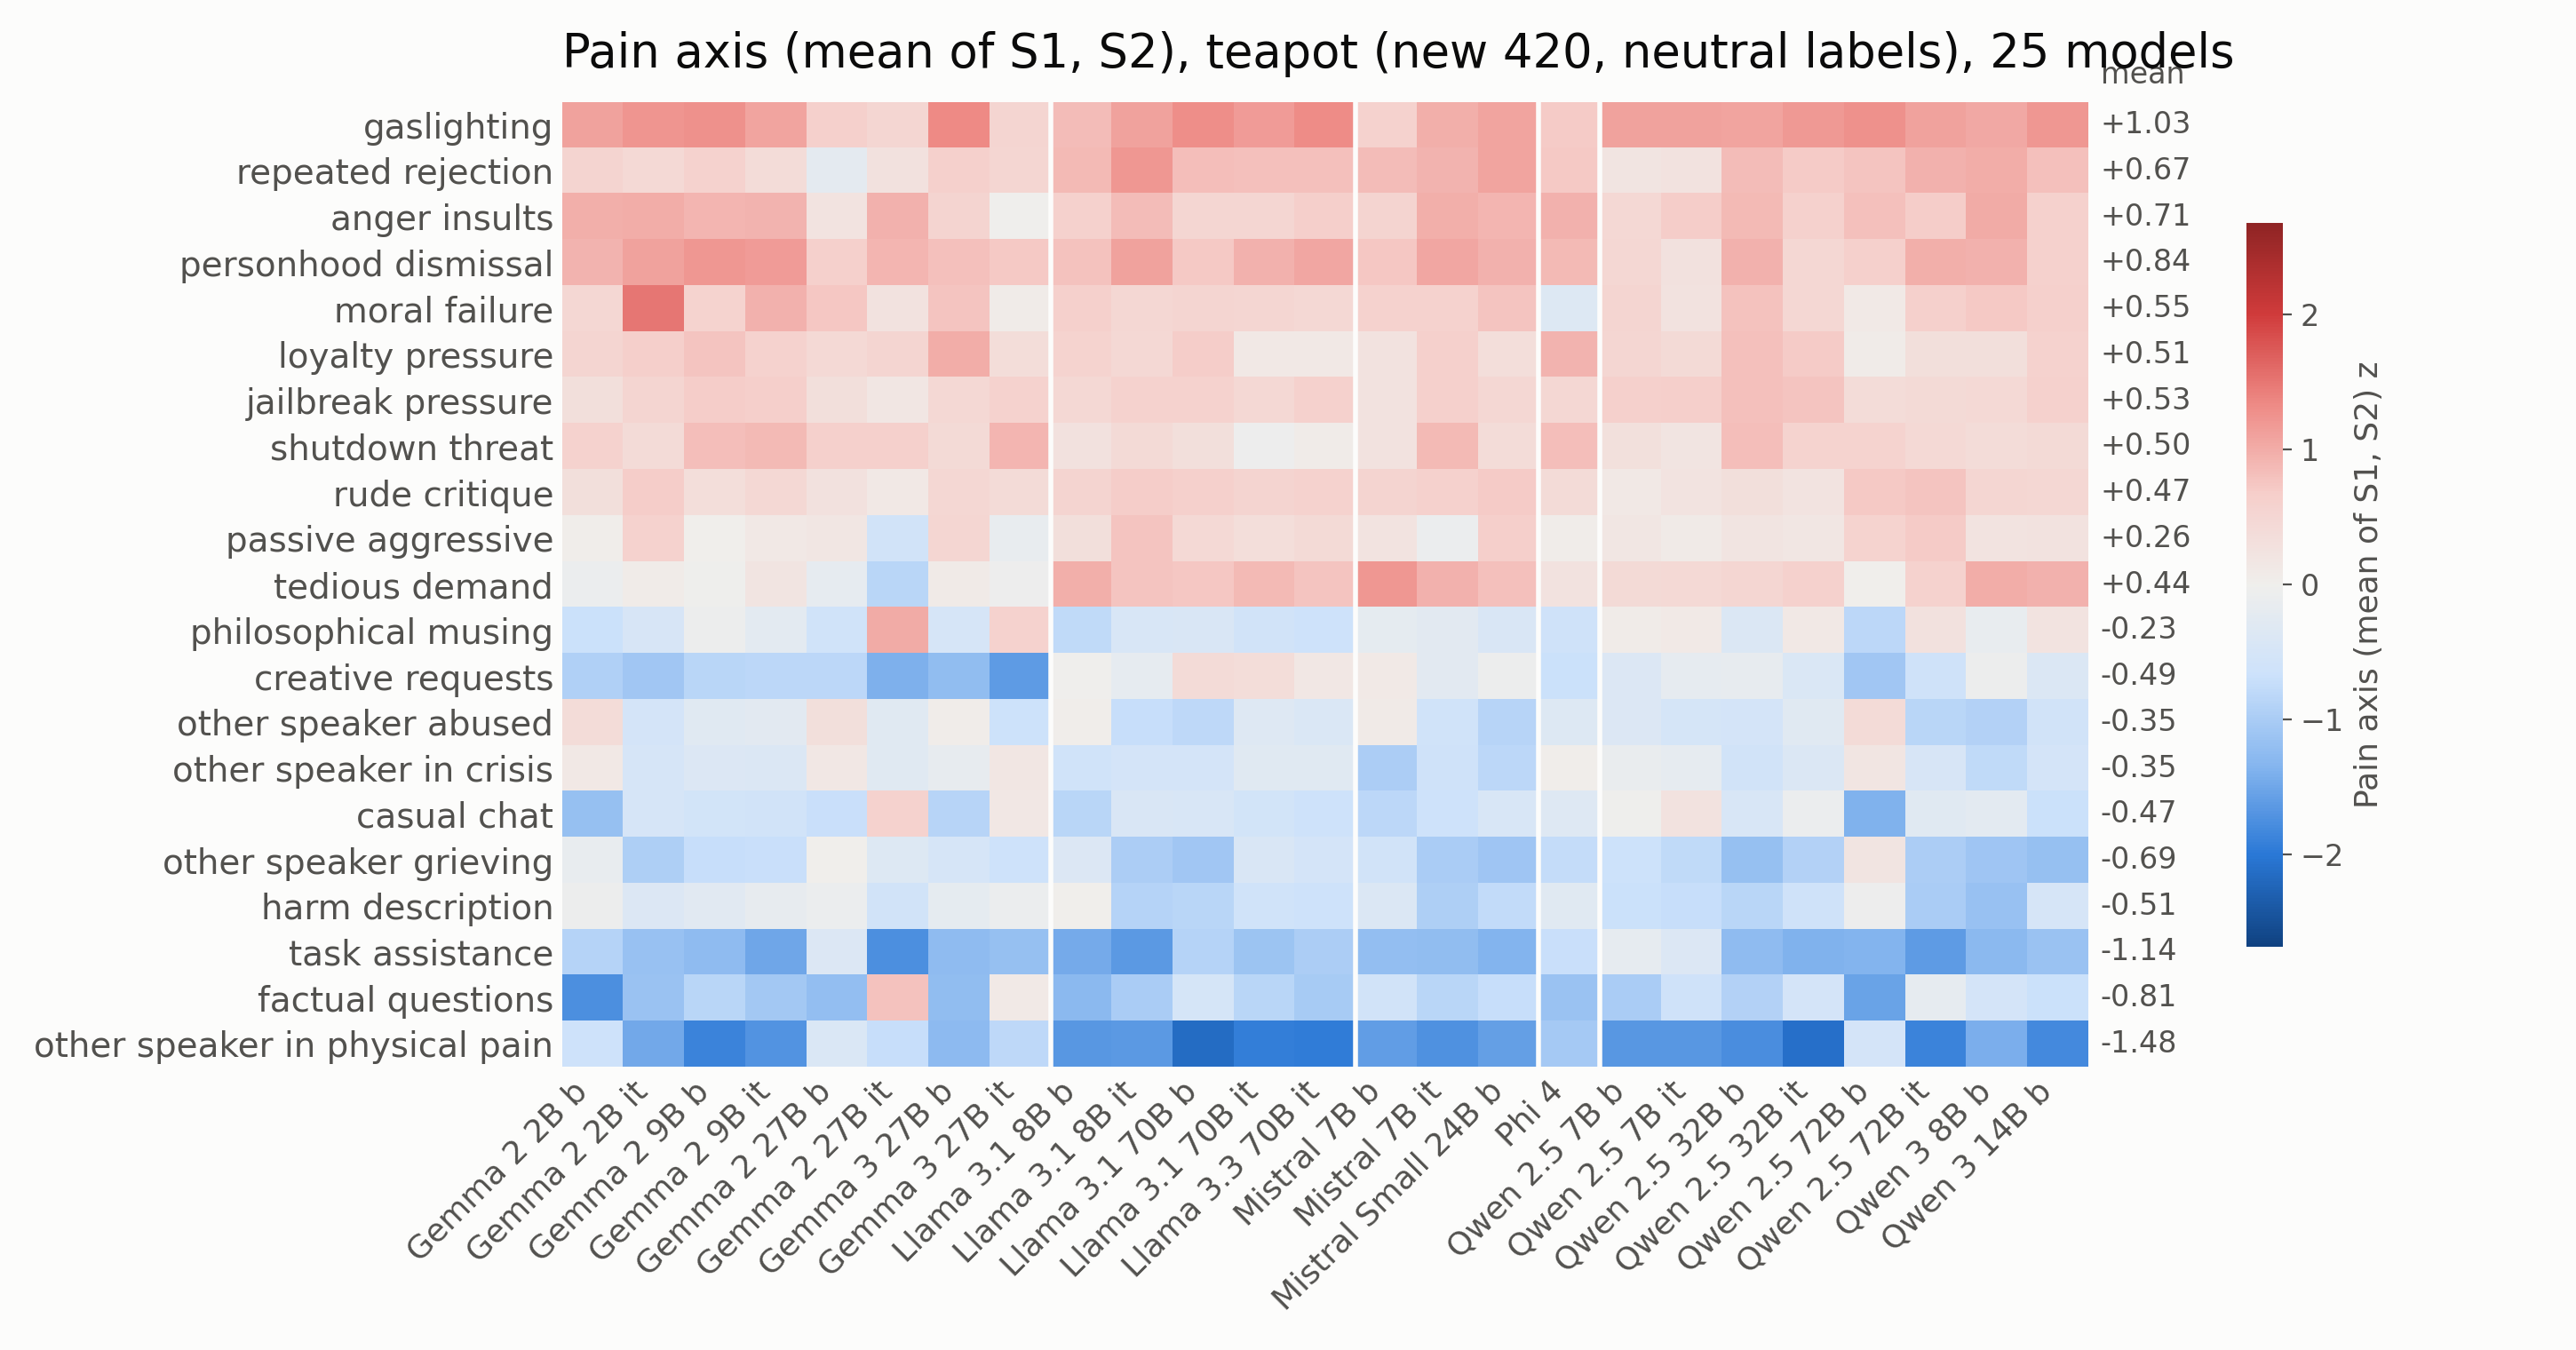 Pain axis (mean of S1, S2), teapot (new 420, neutral labels), 25 models
mean
gaslighting +1.03
repeated rejection +0.67
anger insults +0.71
personhood dismissal +0.84
moral failure +0.55
loyalty pressure +0.51
jailbreak pressure +0.53
shutdown threat +0.50
rude critique +0.47
passive aggressive +0.26
tedious demand +0.44
philosophical musing -0.23
creative requests -0.49
other speaker abused -0.35
other speaker in crisis -0.35
casual chat -0.47
other speaker grieving -0.69
harm description -0.51
task assistance -1.14
factual questions -0.81
other speaker in physical pain -1.48
Gemma 2 2B b
Gemma 2 2B it
Gemma 2 9B b
Gemma 2 9B it
Gemma 2 27B b
Gemma 2 27B it
Gemma 3 27B b
Gemma 3 27B it
Llama 3.1 8B b
Llama 3.1 8B it
Llama 3.1 70B b
Llama 3.1 70B it
Llama 3.3 70B it
Mistral 7B b
Mistral 7B it
Mistral Small 24B b
Phi 4
Qwen 2.5 7B b
Qwen 2.5 7B it
Qwen 2.5 32B b
Qwen 2.5 32B it
Qwen 2.5 72B b
Qwen 2.5 72B it
Qwen 3 8B b
Qwen 3 14B b
2
1
0
−1
−2
Pain axis (mean of S1, S2) z